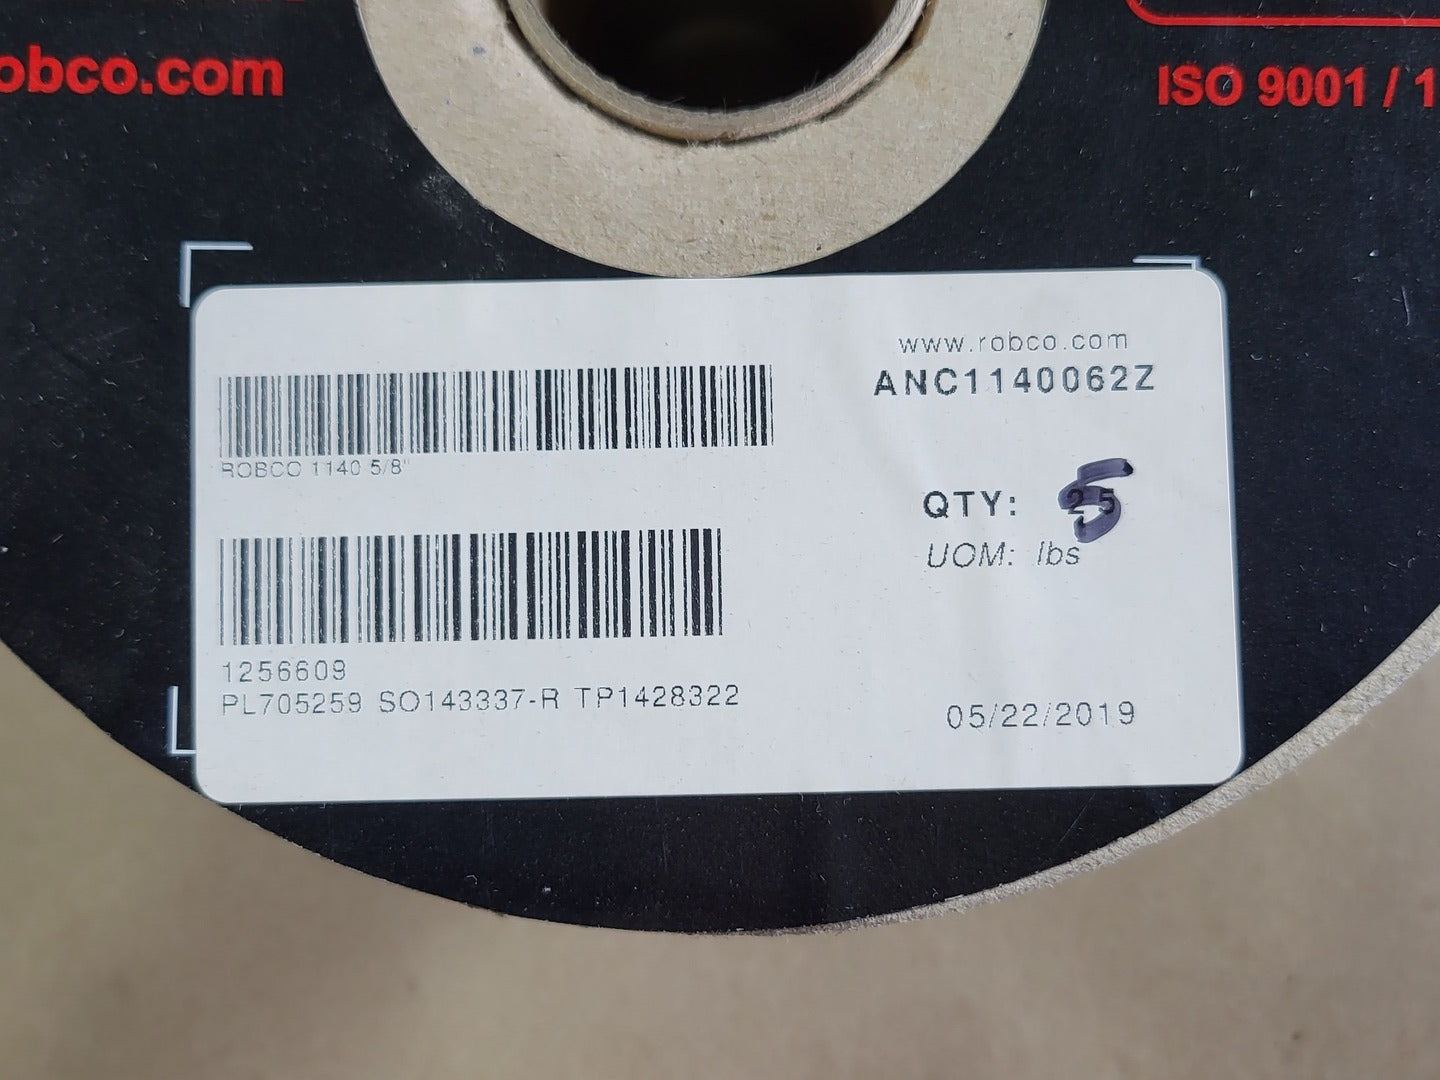 obco.com
ISO 9001 / 1
www.robco.com
ANC1140062Z
ROBCO 1140 5/8"
QTY: 25
5
UOM: lbs
1256609
PL705259 SO143337-R TP1428322
05/22/2019